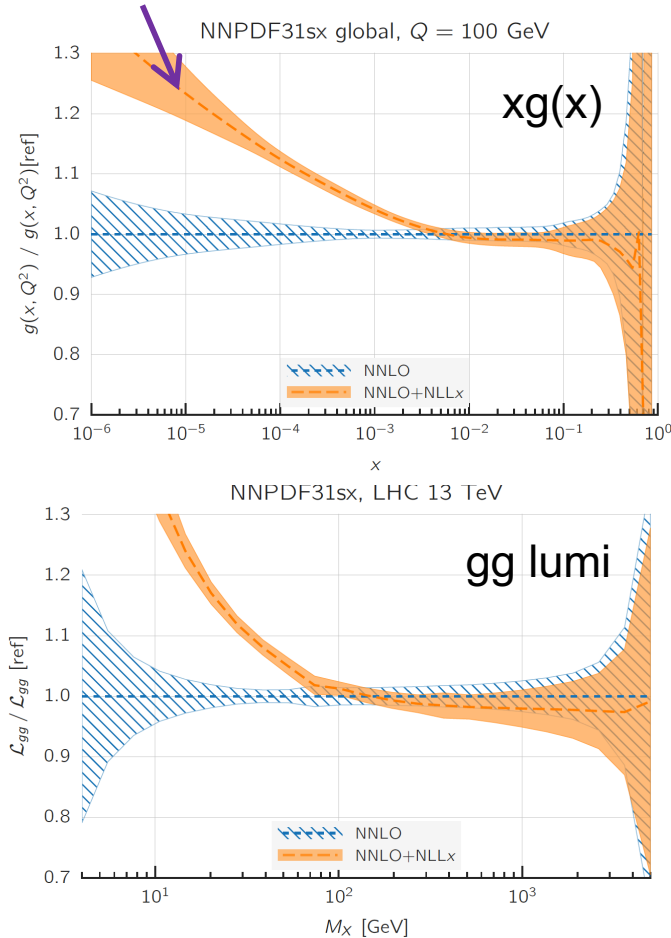 NNPDF31sx global, Q = 100 GeV
xg(x)
g(x, Q²) / g(x, Q²)[ref]
1.3
1.2
1.1
1.0
0.9
0.8
0.7
NNLO
NNLO+NLLx
10⁻⁶ 10⁻⁵ 10⁻⁴ 10⁻³ 10⁻² 10⁻¹ 10⁰
x
NNPDF31sx, LHC 13 TeV
gg lumi
ℒgg / ℒgg [ref]
1.3
1.2
1.1
1.0
0.9
0.8
0.7
NNLO
NNLO+NLLx
10¹ 10² 10³
M_X [GeV]